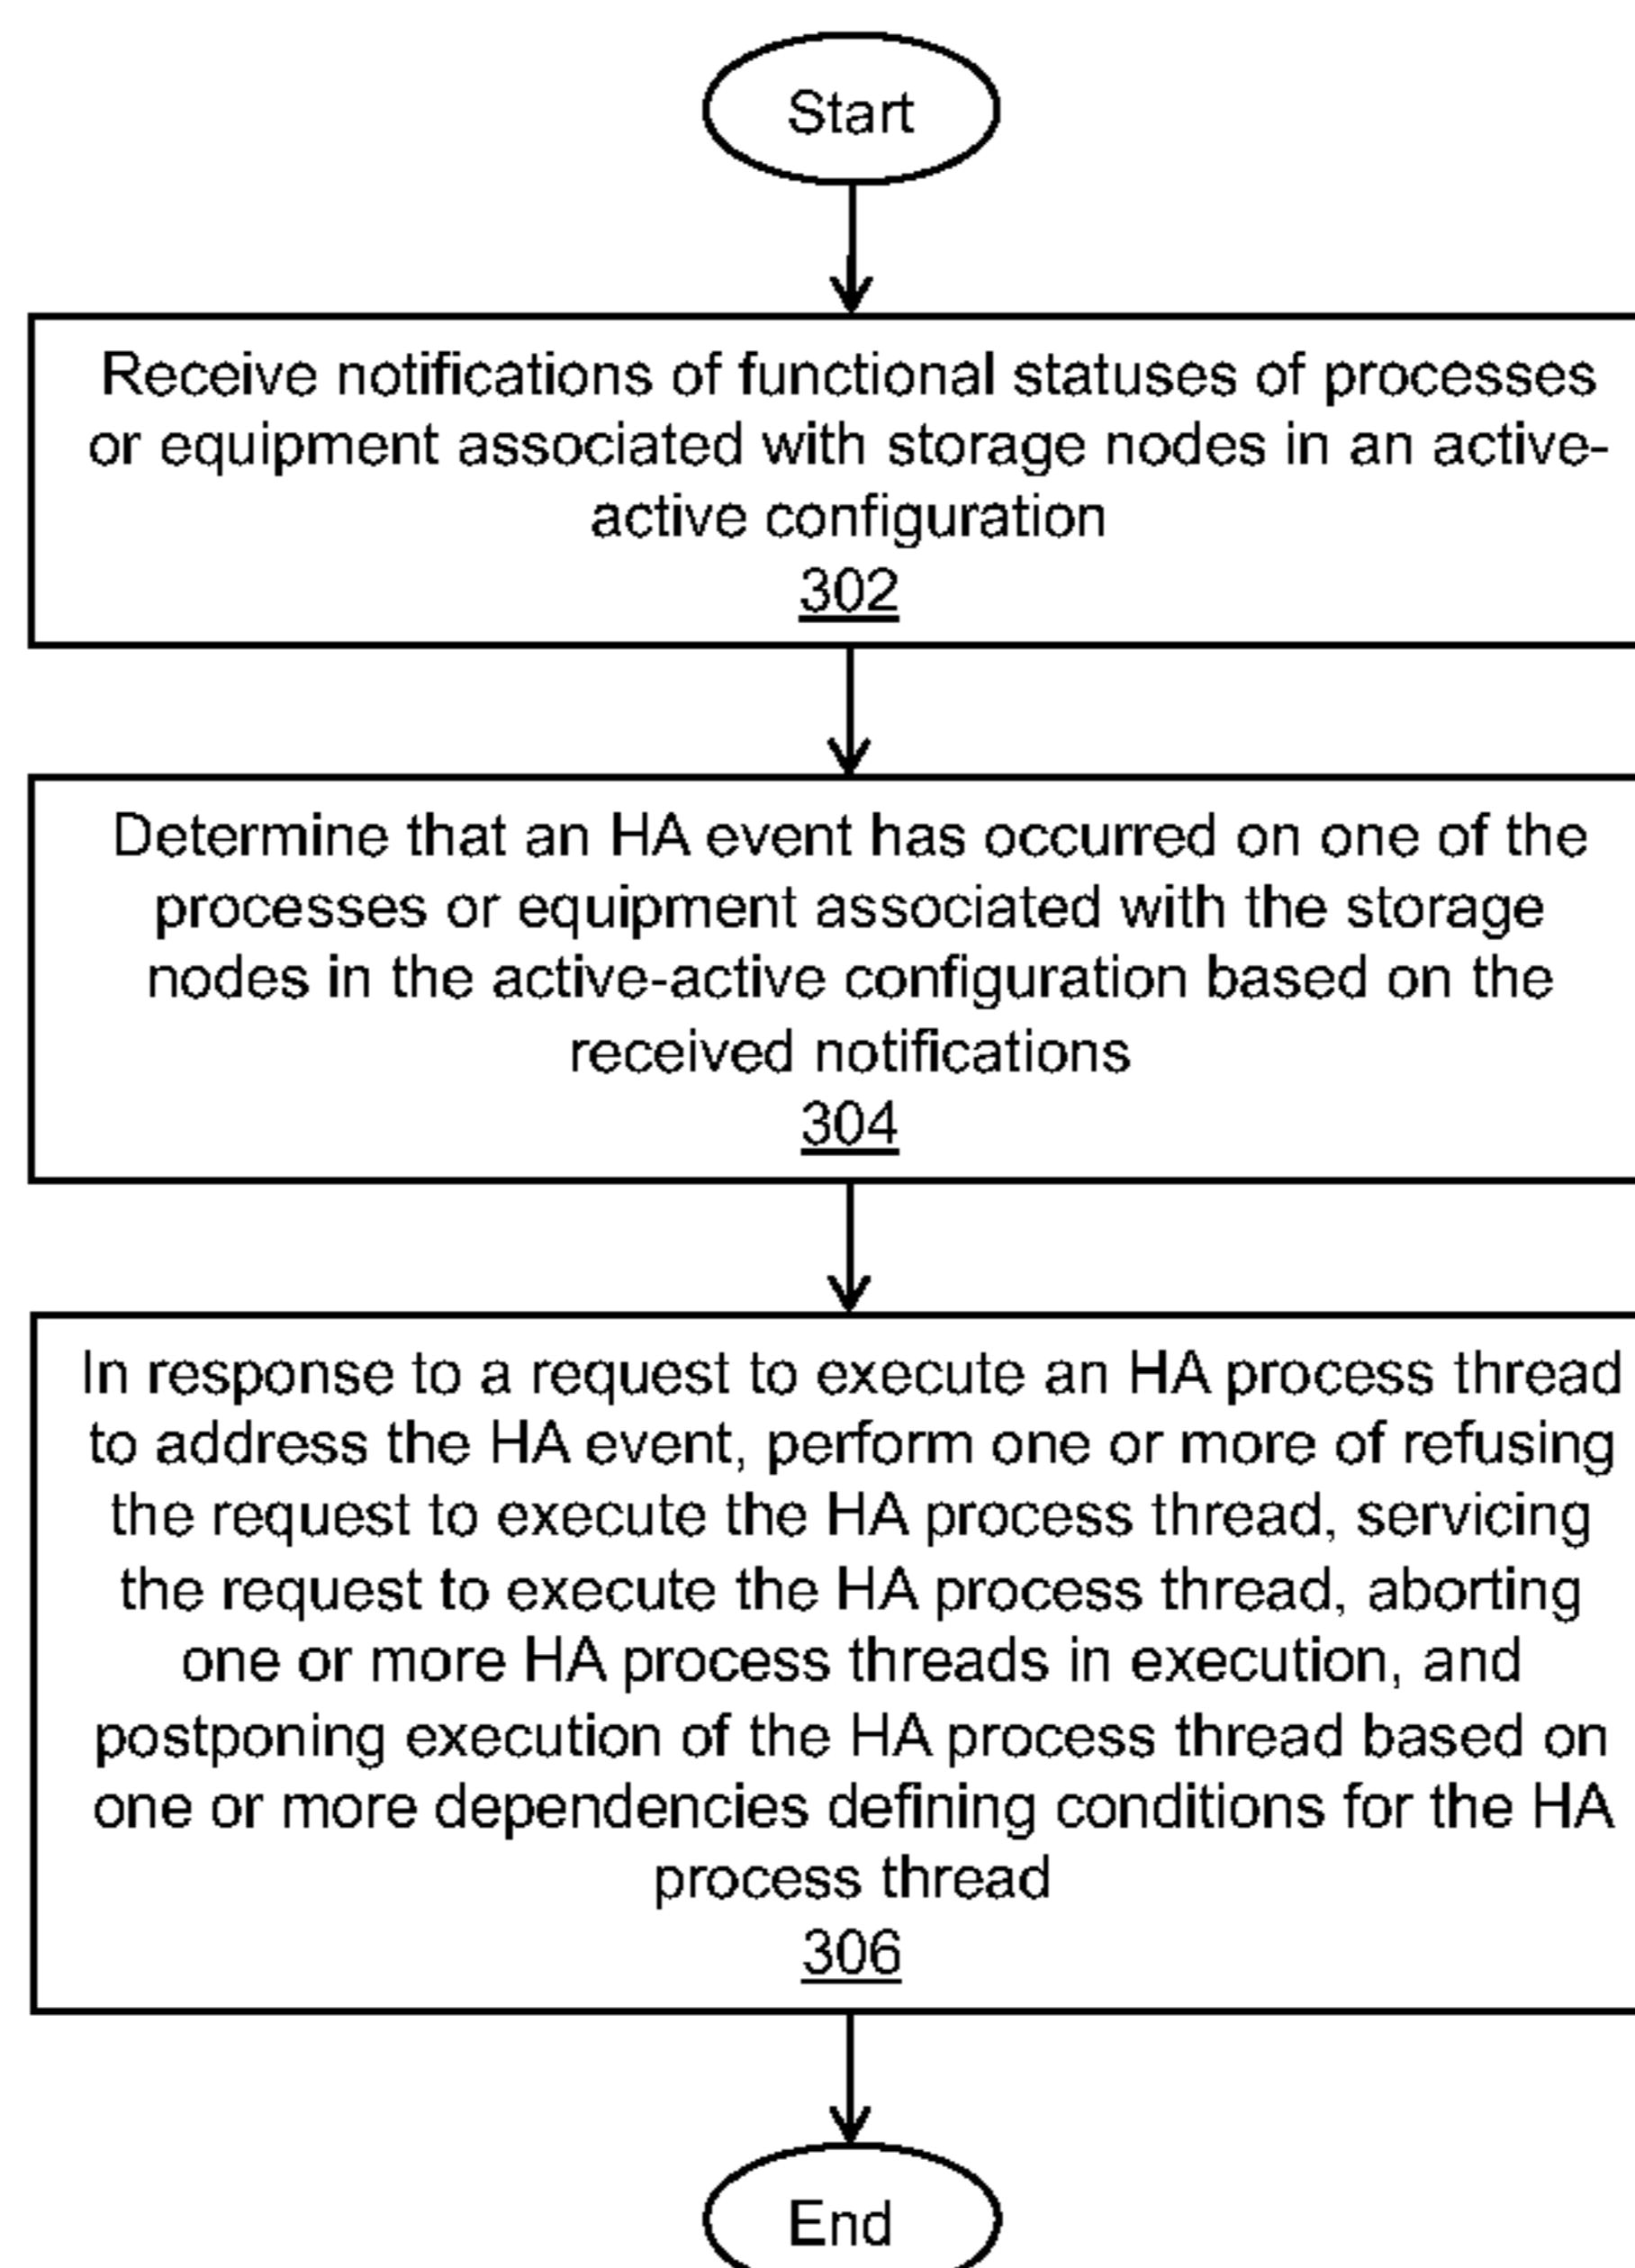 Start
Receive notifications of functional statuses of processes
or equipment associated with storage nodes in an active-
active configuration
302
Determine that an HA event has occurred on one of the
processes or equipment associated with the storage
nodes in the active-active configuration based on the
received notifications
304
In response to a request to execute an HA process thread
to address the HA event, perform one or more of refusing
the request to execute the HA process thread, servicing
the request to execute the HA process thread, aborting
one or more HA process threads in execution, and
postponing execution of the HA process thread based on
one or more dependencies defining conditions for the HA
process thread
306
End